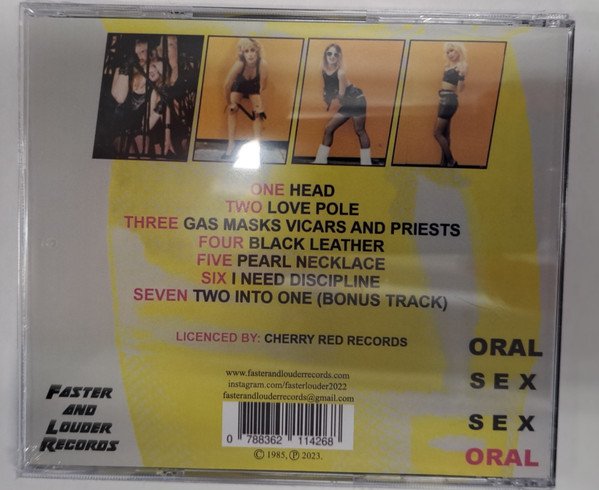 ONE HEAD
TWO LOVE POLE
THREE GAS MASKS VICARS AND PRIESTS
FOUR BLACK LEATHER
FIVE PEARL NECKLACE
SIX I NEED DISCIPLINE
SEVEN TWO INTO ONE (BONUS TRACK)
LICENCED BY: CHERRY RED RECORDS
www.fasterandlouderrecords.com
instagram.com/fasterlouder2022
fasterandlouderrecords@gmail.com
0 788362 114268
© 1985, ℗ 2023.
FASTER
AND
LOUDER
RECORDS
ORAL
SEX
SEX
ORAL